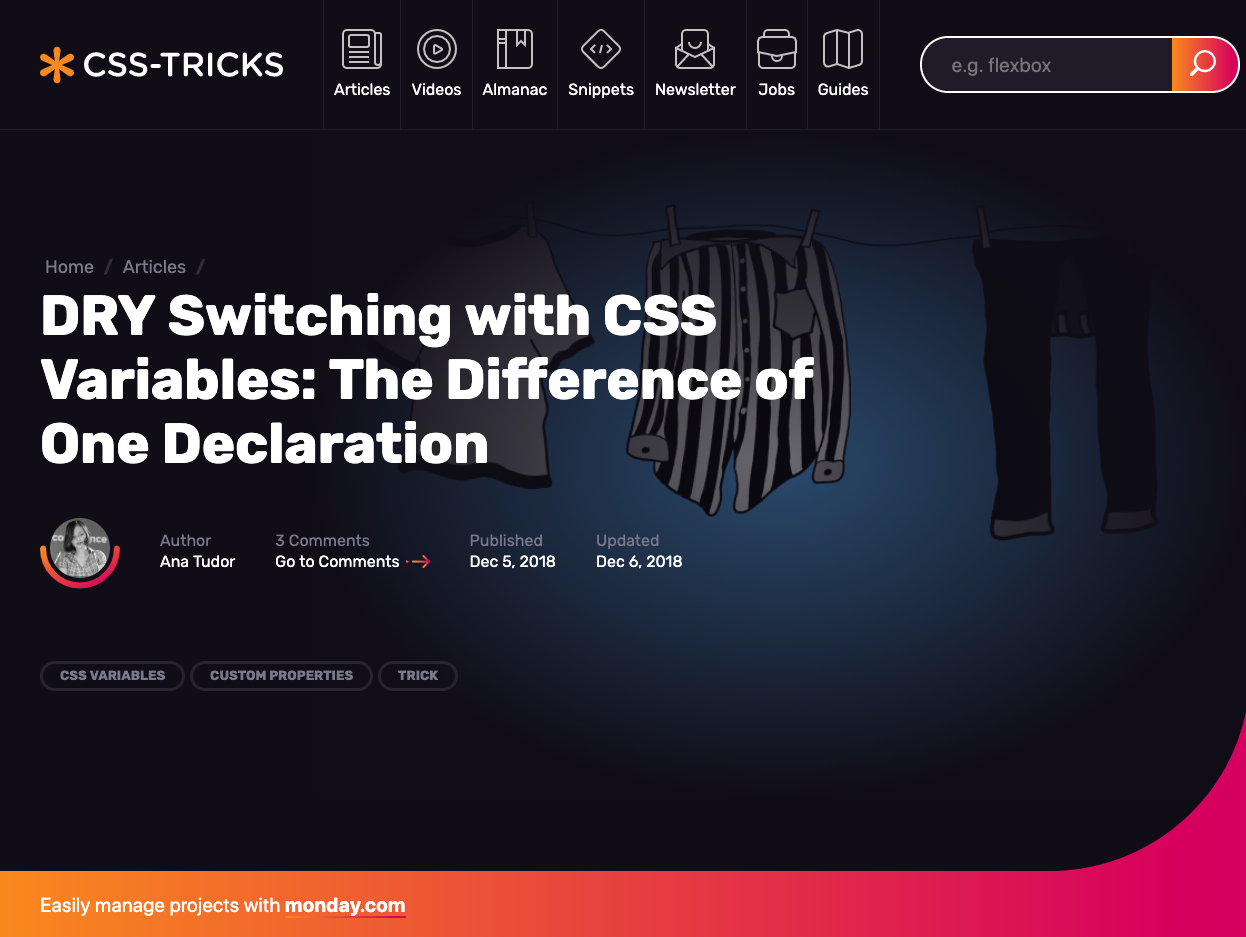 CSS-TRICKS
Articles
Videos
Almanac
Snippets
Newsletter
Jobs
Guides
e.g. flexbox
Home / Articles /
DRY Switching with CSS
Variables: The Difference of
One Declaration
Author
Ana Tudor
3 Comments
Go to Comments
Published
Dec 5, 2018
Updated
Dec 6, 2018
CSS VARIABLES
CUSTOM PROPERTIES
TRICK
Easily manage projects with monday.com